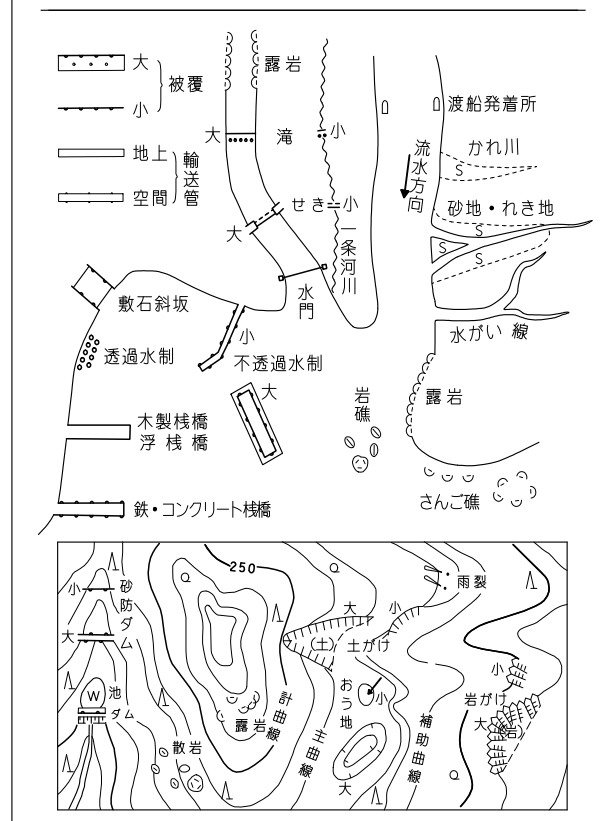 大
被覆
小
地上
輸送管
空間
露岩
大
滝
小
せき
小
大
一条河川
水門
渡船発着所
流水方向
かれ川
S
砂地・れき地
S
S
水がい線
敷石斜坂
透過水制
小
不透過水制
大
岩礁
露岩
さんご礁
木製桟橋
浮桟橋
鉄・コンクリート桟橋
250
Q
Q
雨裂
小
砂防ダム
大
W
池
ダム
大
小
(土)
土がけ
おう地
小
大
小
岩がけ
大
(岩)
露岩
散岩
計曲線
主曲線
補助曲線
Q